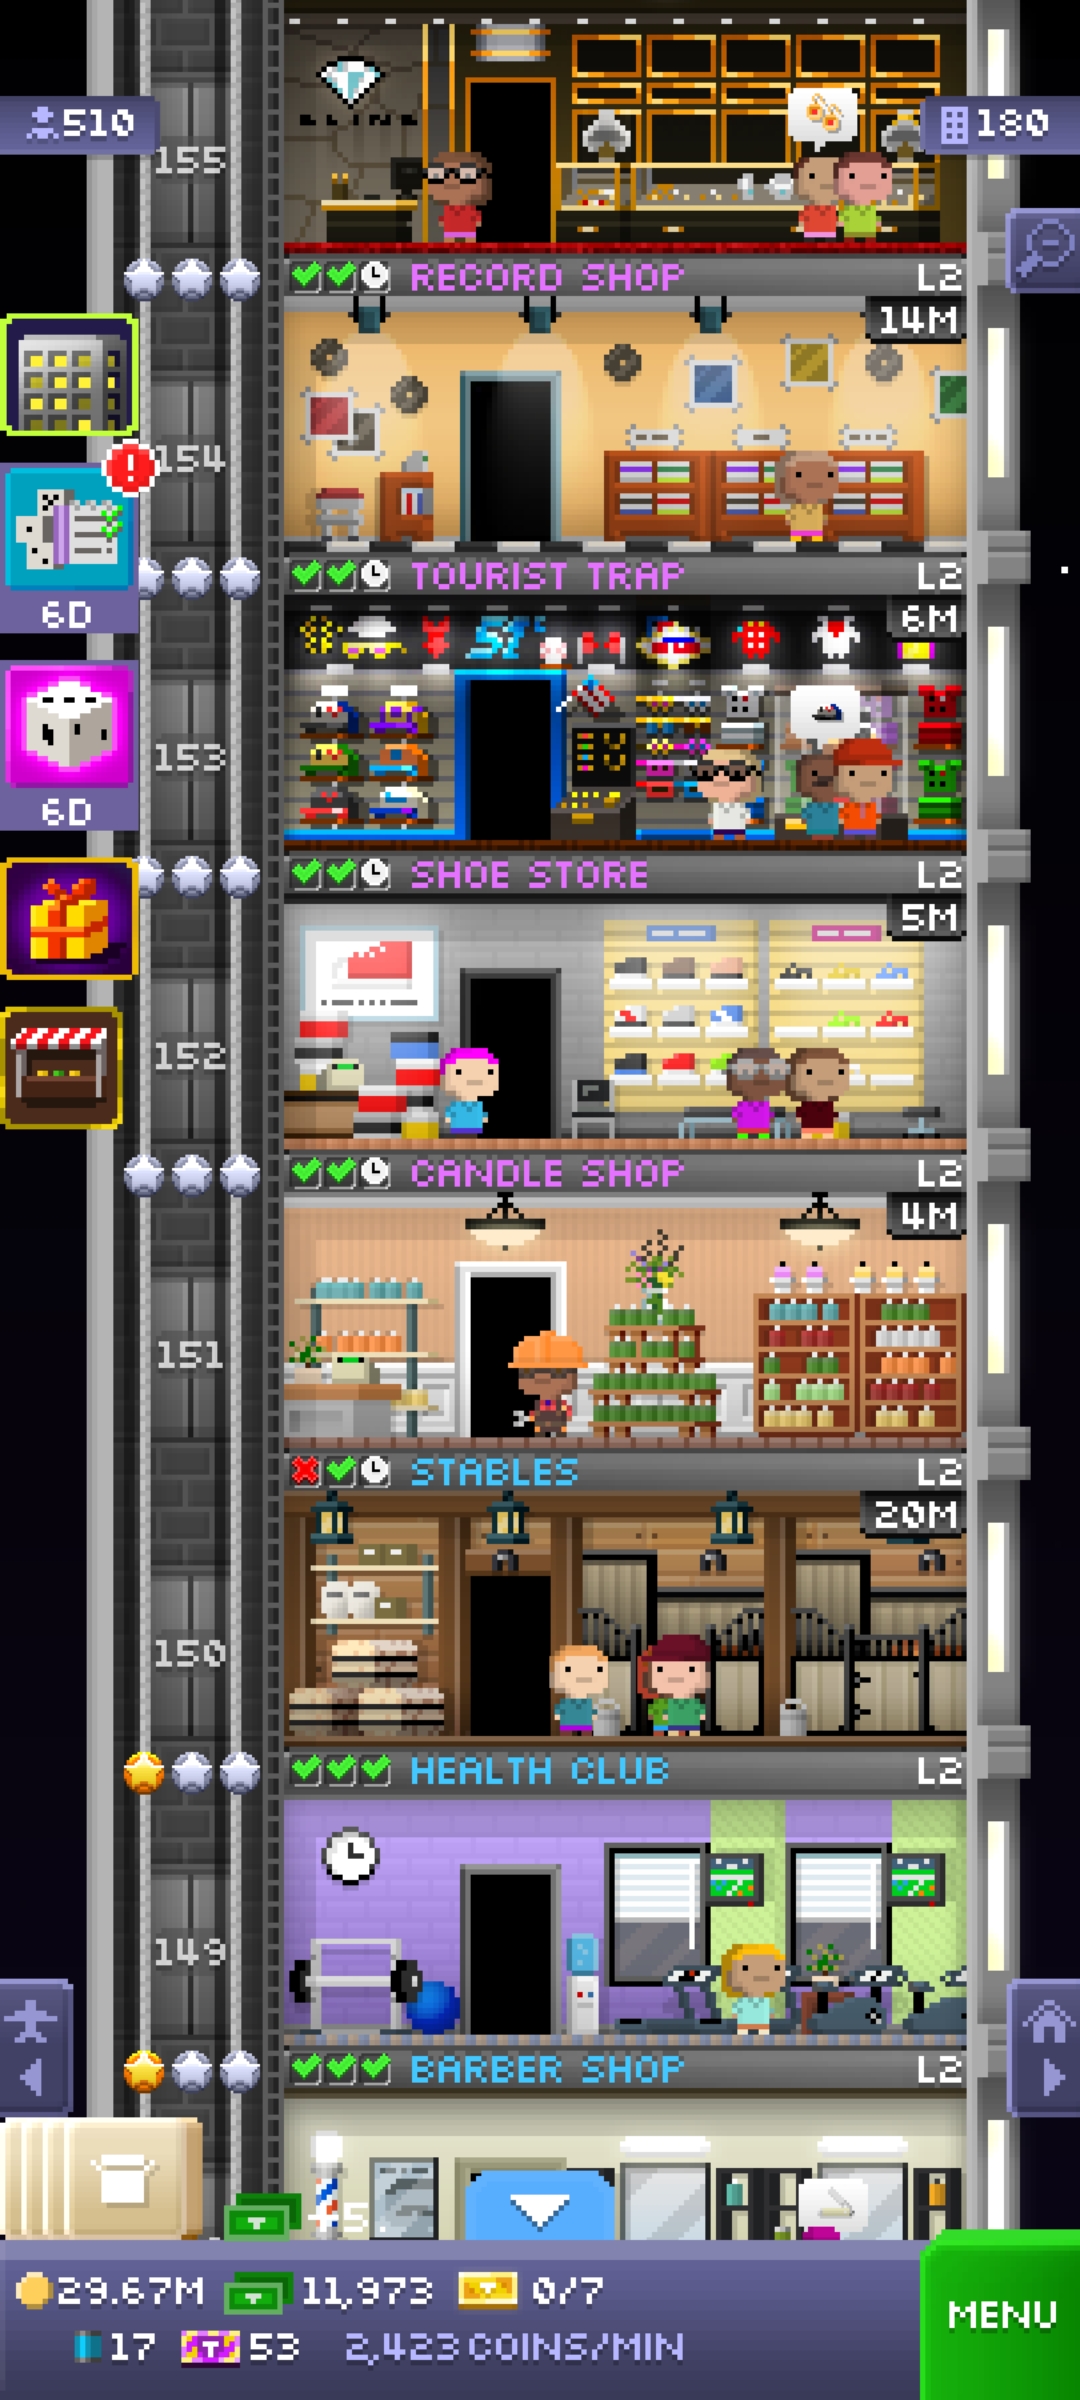 BLING
510
180
155
RECORD SHOP L2
14M
154
6D
TOURIST TRAP L2
6M
153
6D
SHOE STORE L2
5M
152
CANDLE SHOP L2
4M
151
STABLES L2
20M
150
HEALTH CLUB L2
149
BARBER SHOP L2
29.67M 11,973 0/7
MENU
17 53 2,423 COINS/MIN